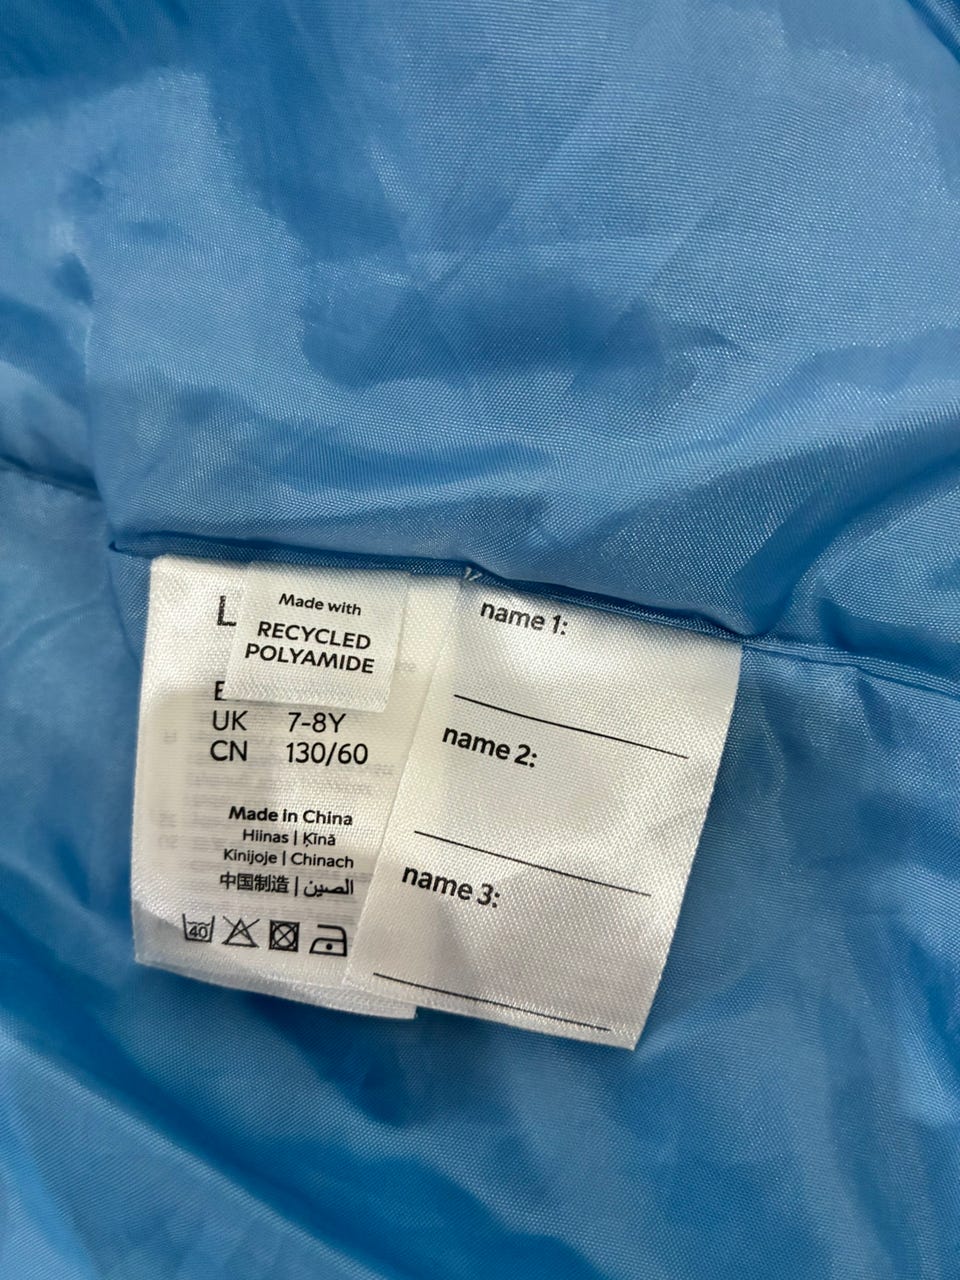 Made with
RECYCLED
POLYAMIDE
L
UK 7-8Y
CN 130/60
Made in China
Hiinas | Ķīnā
Kinijoje | Chinach
中国制造 | الصين
40
name 1:
name 2:
name 3: